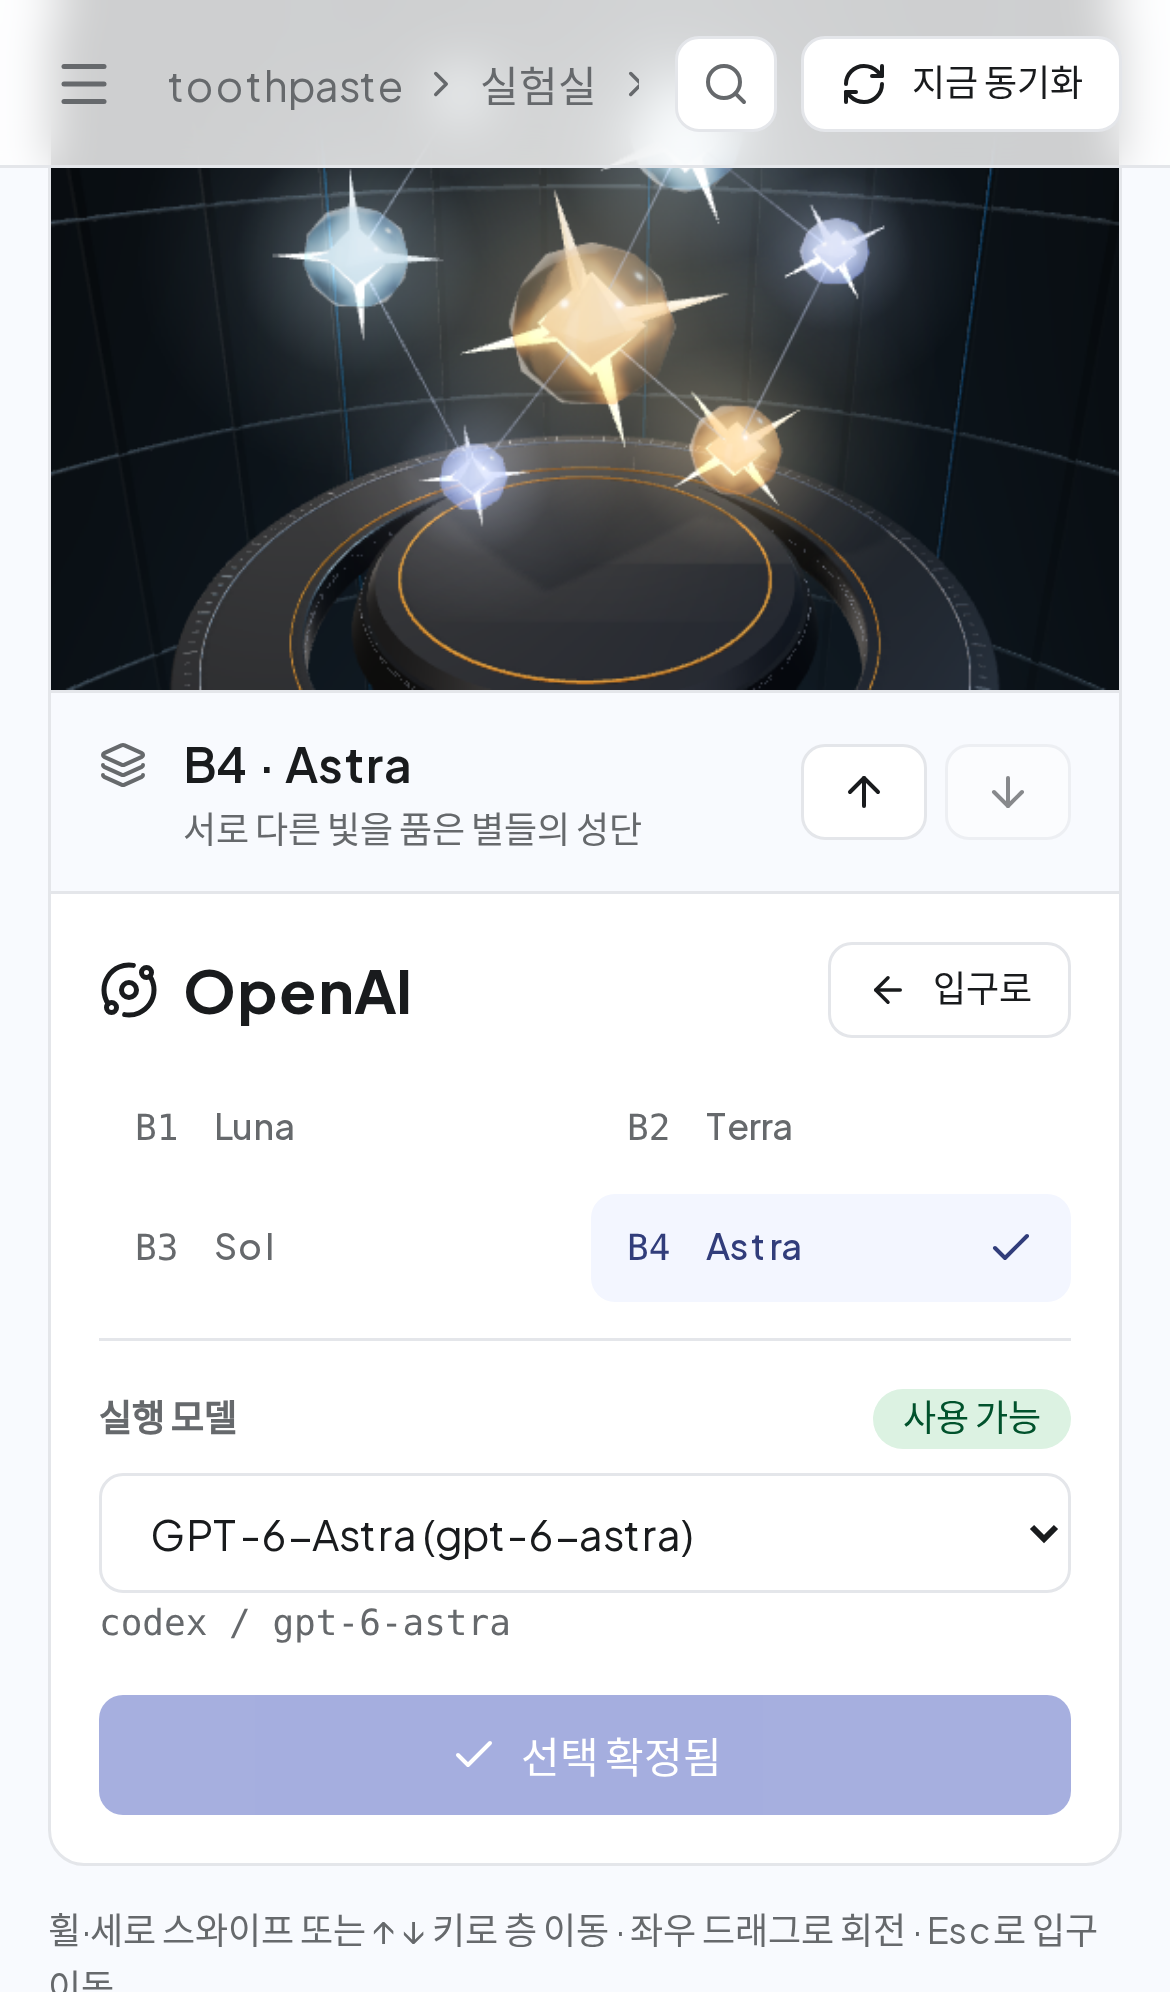 toothpaste > 실험실 >
지금 동기화
B4 · Astra
서로 다른 빛을 품은 별들의 성단
OpenAI
입구로
B1 Luna
B2 Terra
B3 Sol
B4 Astra
실행 모델
사용 가능
GPT-6-Astra (gpt-6-astra)
codex / gpt-6-astra
선택 확정됨
휠·세로 스와이프 또는 ↑ ↓ 키로 층 이동 · 좌우 드래그로 회전 · Esc로 입구
이동